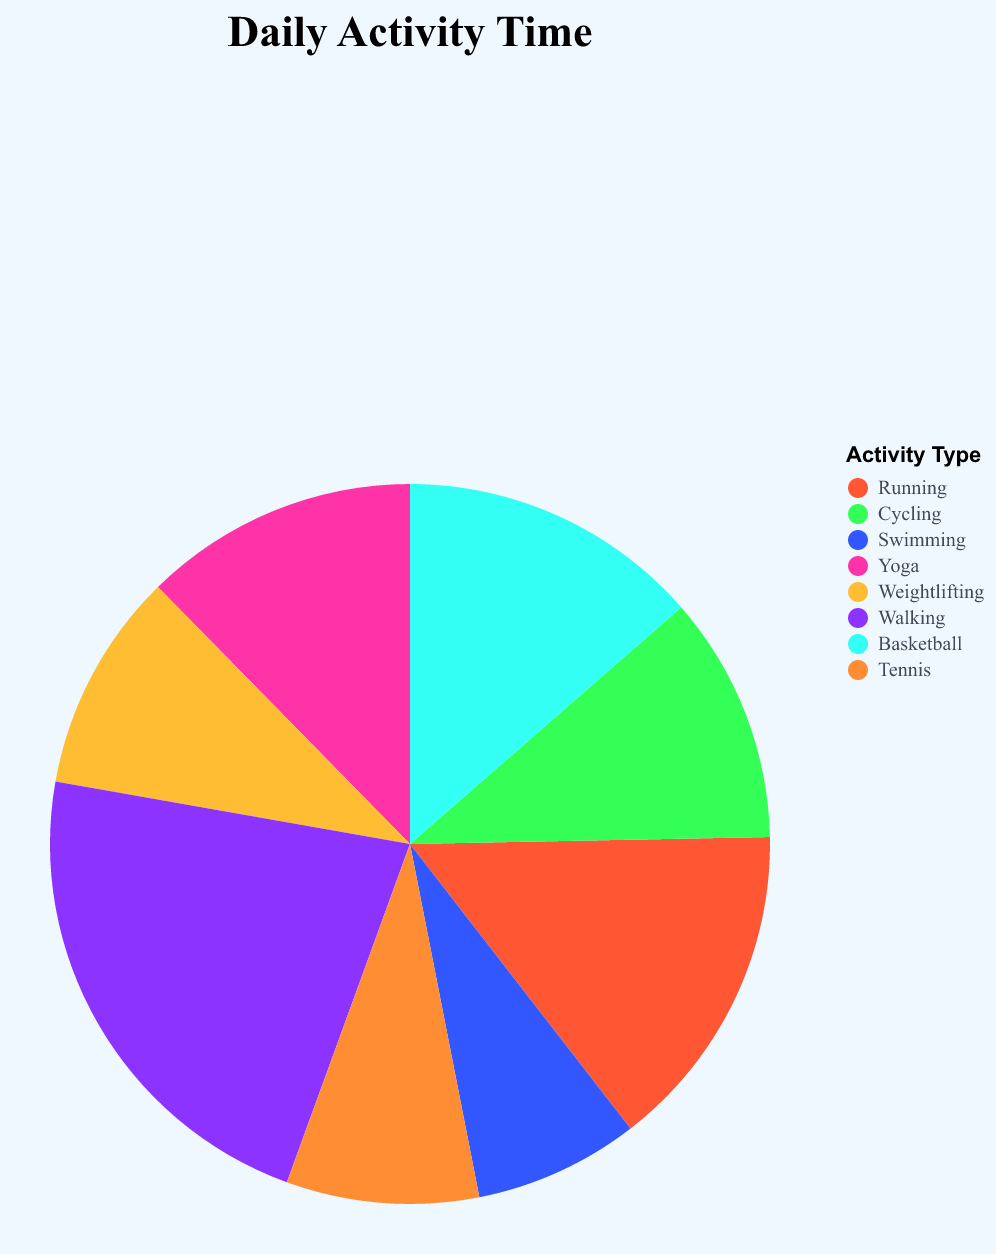 Daily Activity Time
Activity Type
Running
Cycling
Swimming
Yoga
Weightlifting
Walking
Basketball
Tennis